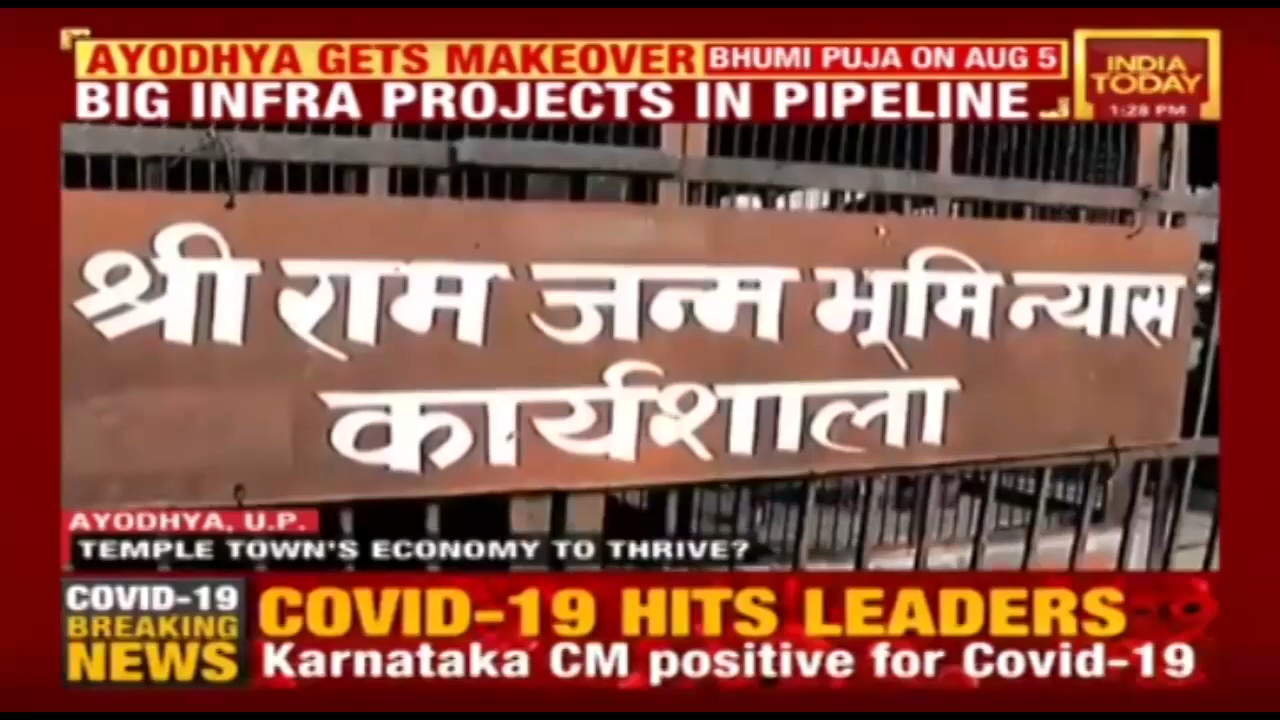 AYODHYA GETS MAKEOVER
BHUMI PUJA ON AUG 5
BIG INFRA PROJECTS IN PIPELINE
INDIA
TODAY
1:28 PM
श्री राम जन्म भूमि न्यास
कार्यशाला
AYODHYA, U.P.
TEMPLE TOWN'S ECONOMY TO THRIVE?
COVID-19
BREAKING
NEWS
COVID-19 HITS LEADERS
Karnataka CM positive for Covid-19